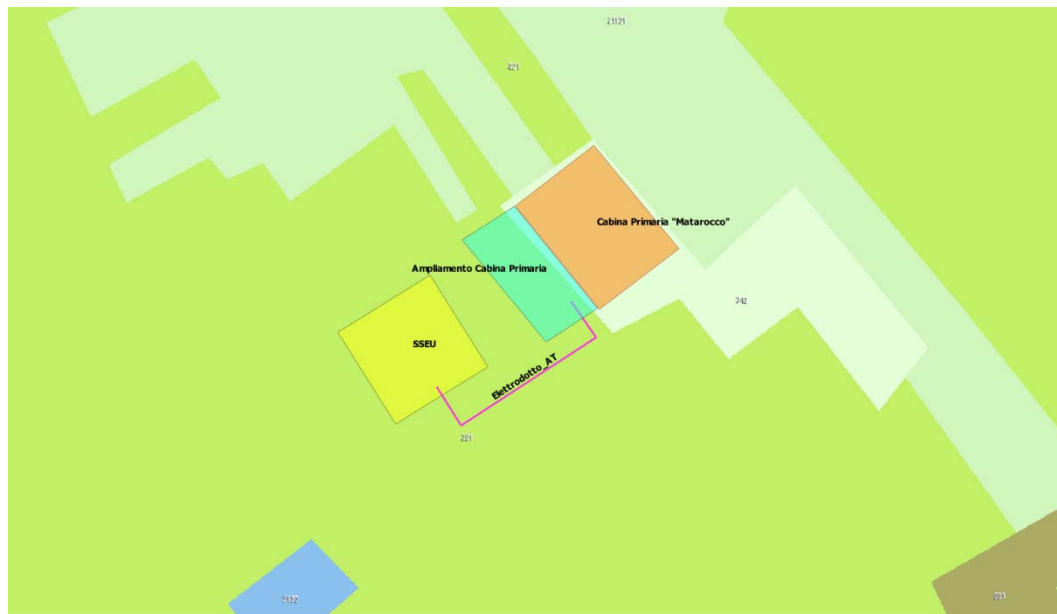 21121
221
Cabina Primaria "Matarocco"
Ampliamento Cabina Primaria
242
SSEU
Elettrodotto_AT
221
5122
223